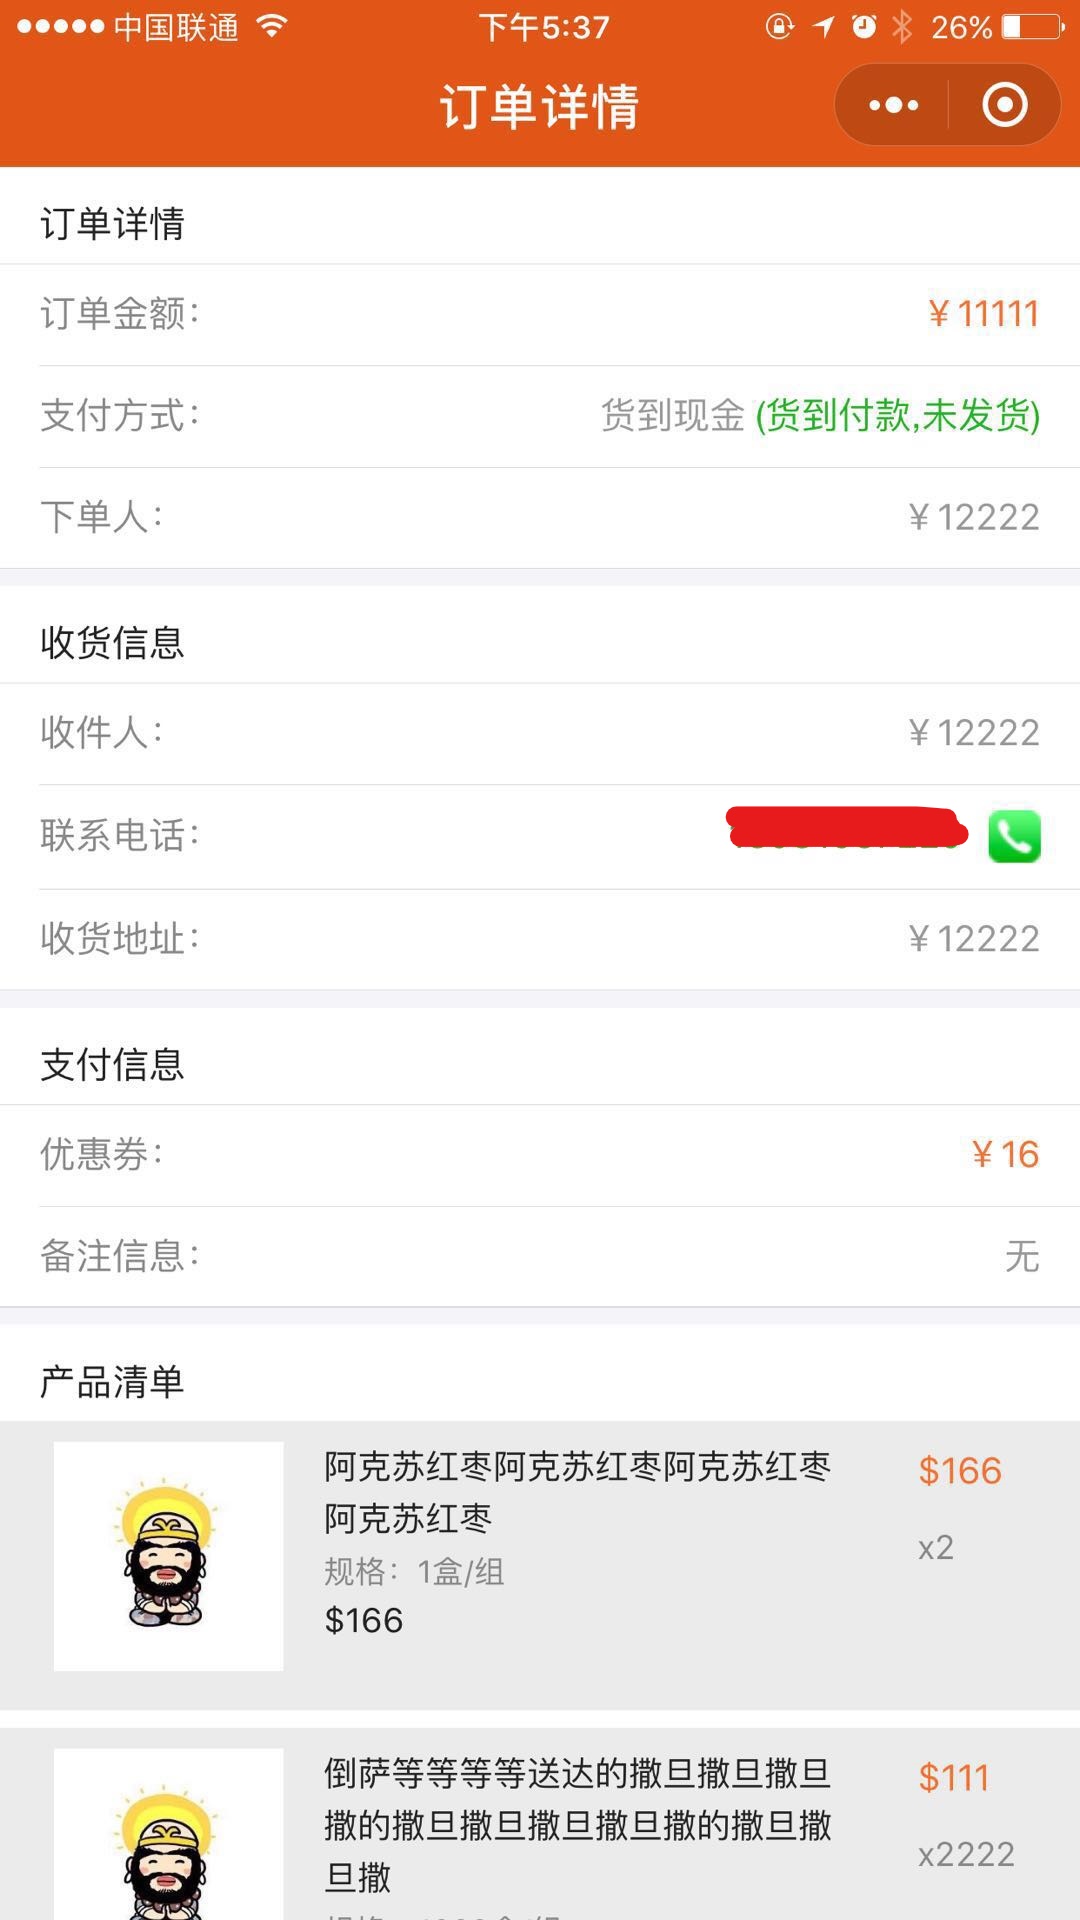 中国联通 下午5:37 26%
订单详情
订单详情
订单金额： ￥11111
支付方式： 货到现金 (货到付款,未发货)
下单人： ￥12222
收货信息
收件人： ￥12222
联系电话：
收货地址： ￥12222
支付信息
优惠券： ￥16
备注信息： 无
产品清单
阿克苏红枣阿克苏红枣阿克苏红枣 $166
阿克苏红枣
x2
规格：1盒/组
$166
倒萨等等等等送达的撒旦撒旦撒旦 $111
撒的撒旦撒旦撒旦撒旦撒的撒旦撒
x2222
旦撒